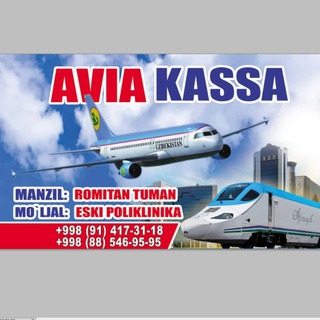 AVIA KASSA
UZBEKISTAN
MANZIL: ROMITAN TUMAN
MO`LJAL: ESKI POLIKLINIKA
+998 (91) 417-31-18
+998 (88) 546-95-95